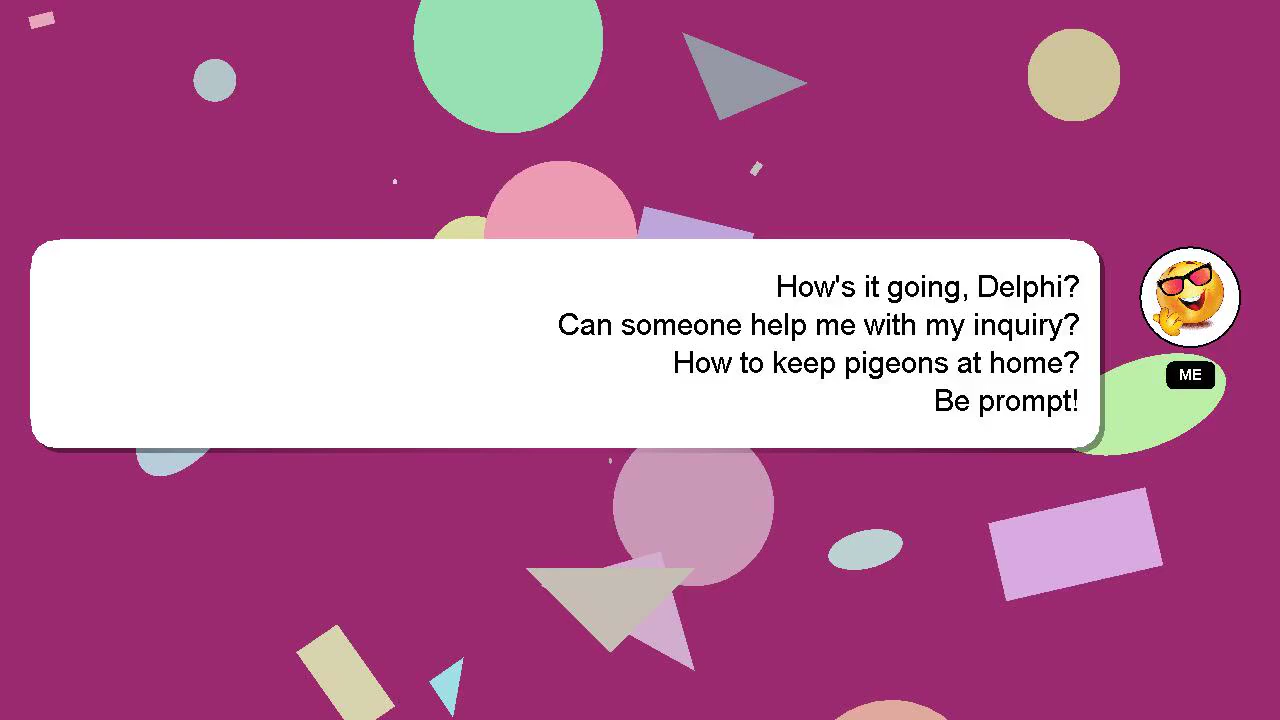 How's it going, Delphi?
Can someone help me with my inquiry?
How to keep pigeons at home?
Be prompt!
ME